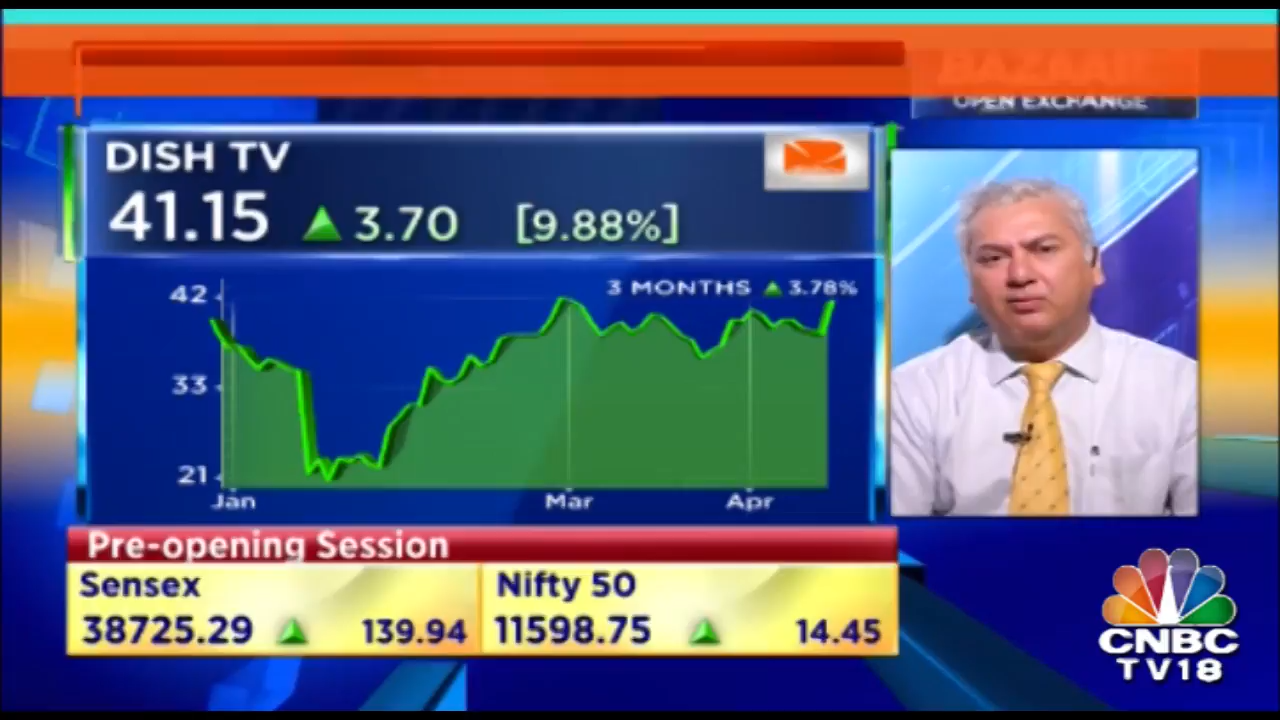 BAZAAR
OPEN EXCHANGE
DISH TV
41.15 ▲ 3.70 [9.88%]
3 MONTHS ▲ 3.78%
42
33
21
Jan Mar Apr
Pre-opening Session
Sensex
38725.29 ▲ 139.94
Nifty 50
11598.75 ▲ 14.45
CNBC
TV18